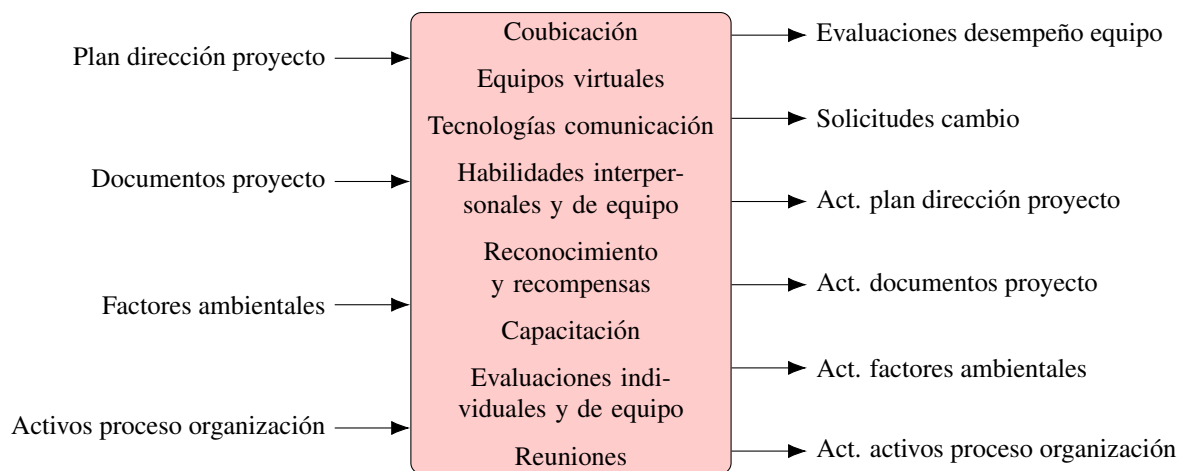 Plan dirección proyecto
Documentos proyecto
Factores ambientales
Activos proceso organización
Coubicación
Equipos virtuales
Tecnologías comunicación
Habilidades interper-
sonales y de equipo
Reconocimiento
y recompensas
Capacitación
Evaluaciones indi-
viduales y de equipo
Reuniones
Evaluaciones desempeño equipo
Solicitudes cambio
Act. plan dirección proyecto
Act. documentos proyecto
Act. factores ambientales
Act. activos proceso organización